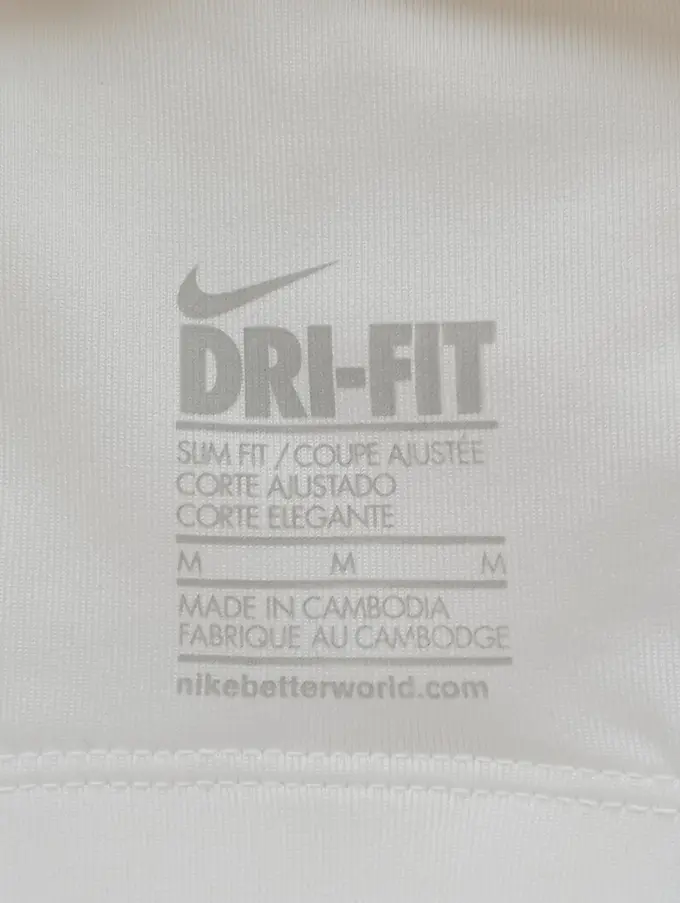 DRI-FIT
SLIM FIT / COUPE AJUSTÉE
CORTE AJUSTADO
CORTE ELEGANTE
M M M
MADE IN CAMBODIA
FABRIQUE AU CAMBODGE
nikebetterworld.com